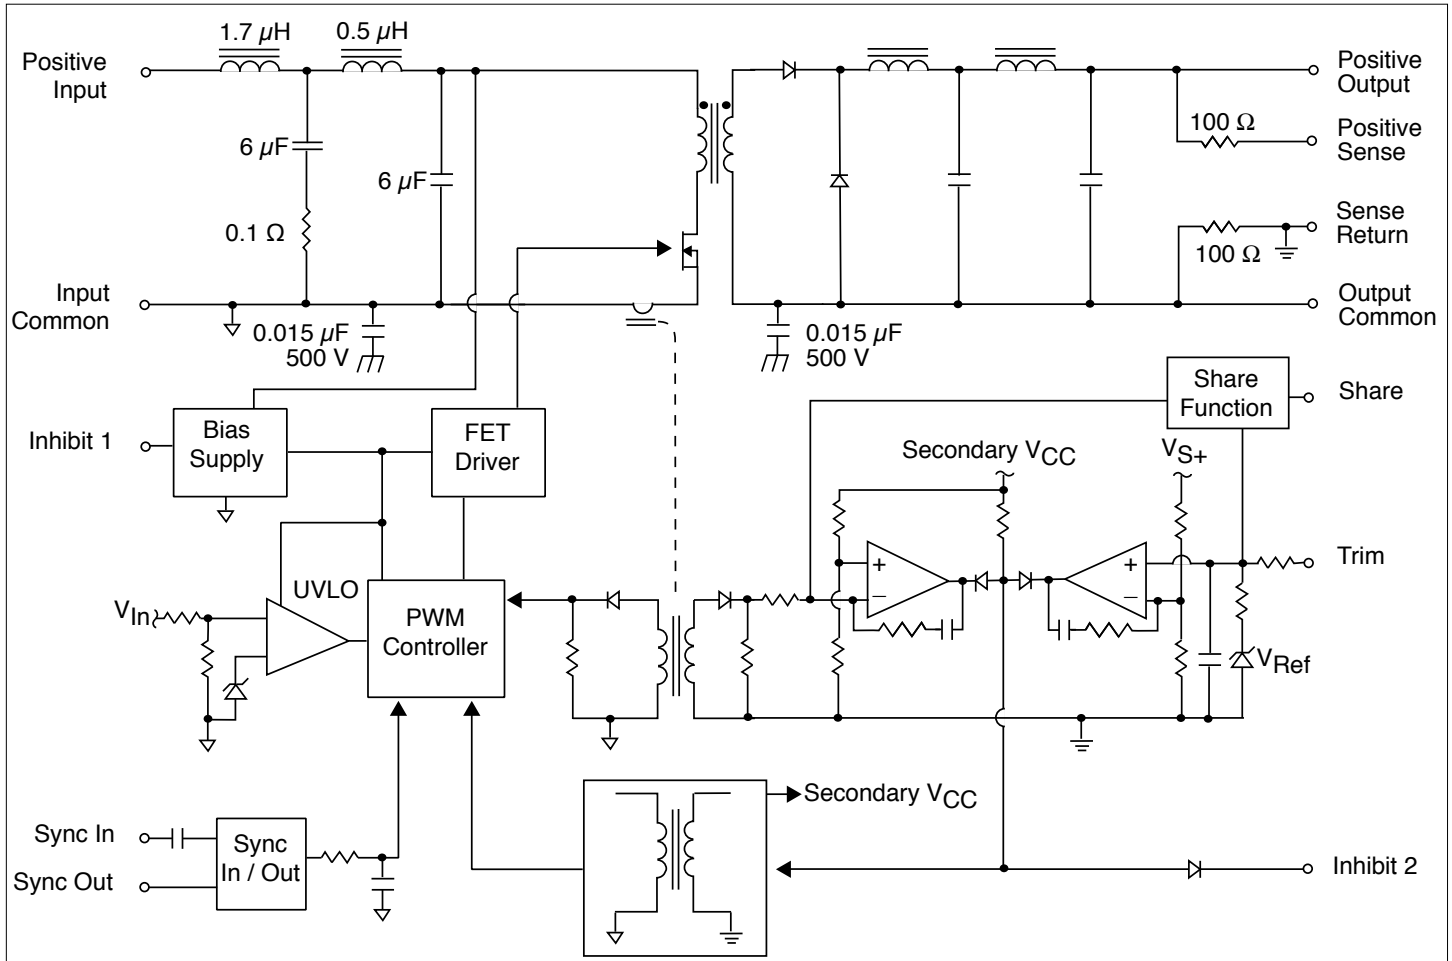 1.7 µH
0.5 µH
Positive
Input
Positive
Output
100 Ω
Positive
Sense
6 µF
6 µF
0.1 Ω
Sense
Return
100 Ω
Input
Common
0.015 µF
500 V
0.015 µF
500 V
Output
Common
Share
Function
Share
Inhibit 1
Bias
Supply
FET
Driver
Secondary VCC
VS+
UVLO
Trim
VIn
PWM
Controller
VRef
Secondary VCC
Sync In
Sync Out
Sync
In / Out
Inhibit 2